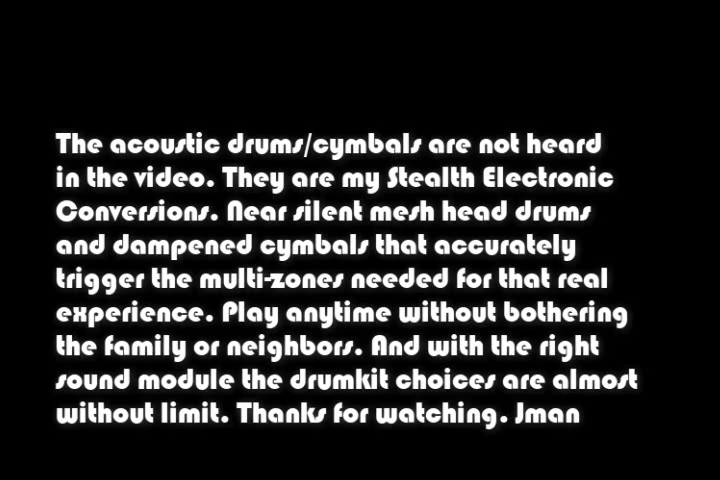 The acoustic drums/cymbals are not heard
in the video. They are my Stealth Electronic
Conversions. Near silent mesh head drums
and dampened cymbals that accurately
trigger the multi-zones needed for that real
experience. Play anytime without bothering
the family or neighbors. And with the right
sound module the drumkit choices are almost
without limit. Thanks for watching. Jman